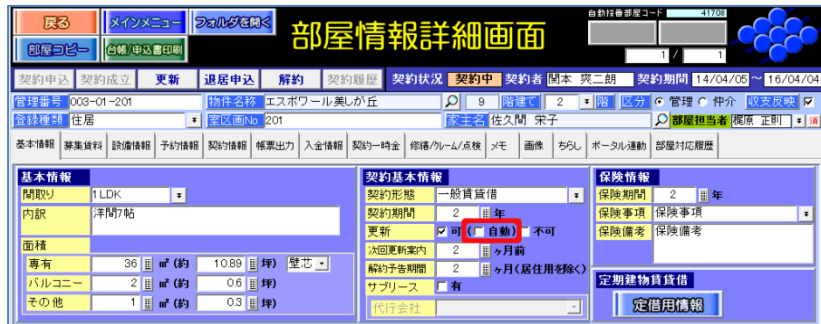 戻る メインメニュー フォルダを開く 部屋情報詳細画面 自動採番部屋コード 41708
部屋コピー 台帳/申込書印刷 1 / 1
契約申込 契約成立 更新 退居申込 解約 契約履歴 契約状況 契約中 契約者 関本 爽二朗 契約期間 14/04/05 ~ 16/04/04
管理番号 003-01-201 物件名称 エスポワール美しが丘 9 階建て 2 階 区分 管理 仲介 収支反映
登録種類 住居 室区画No 201 家主名 佐久間 栄子 部屋担当者 梶原 正則 消
基本情報 募集賃料 設備情報 予約情報 契約情報 帳票出力 入金情報 契約一時金 修繕/クレーム/点検 メモ 画像 ちらし ポータル連動 部屋対応履歴
基本情報 契約基本情報 保険情報
間取り 1LDK 契約形態 一般賃貸借 保険期間 2 年
内訳 洋間7帖 契約期間 2 年 保険事項 保険事項
更新 可 ( 自動) 不可 保険備考 保険備考
面積 次回更新案内 2 ヶ月前
専有 36 m² (約 10.89 坪) 壁芯 解約予告期間 2 ヶ月(居住用を除く)
バルコニー 2 m² (約 0.6 坪) サブリース 有 定期建物賃貸借
その他 1 m² (約 0.3 坪) 代行会社 定借用情報